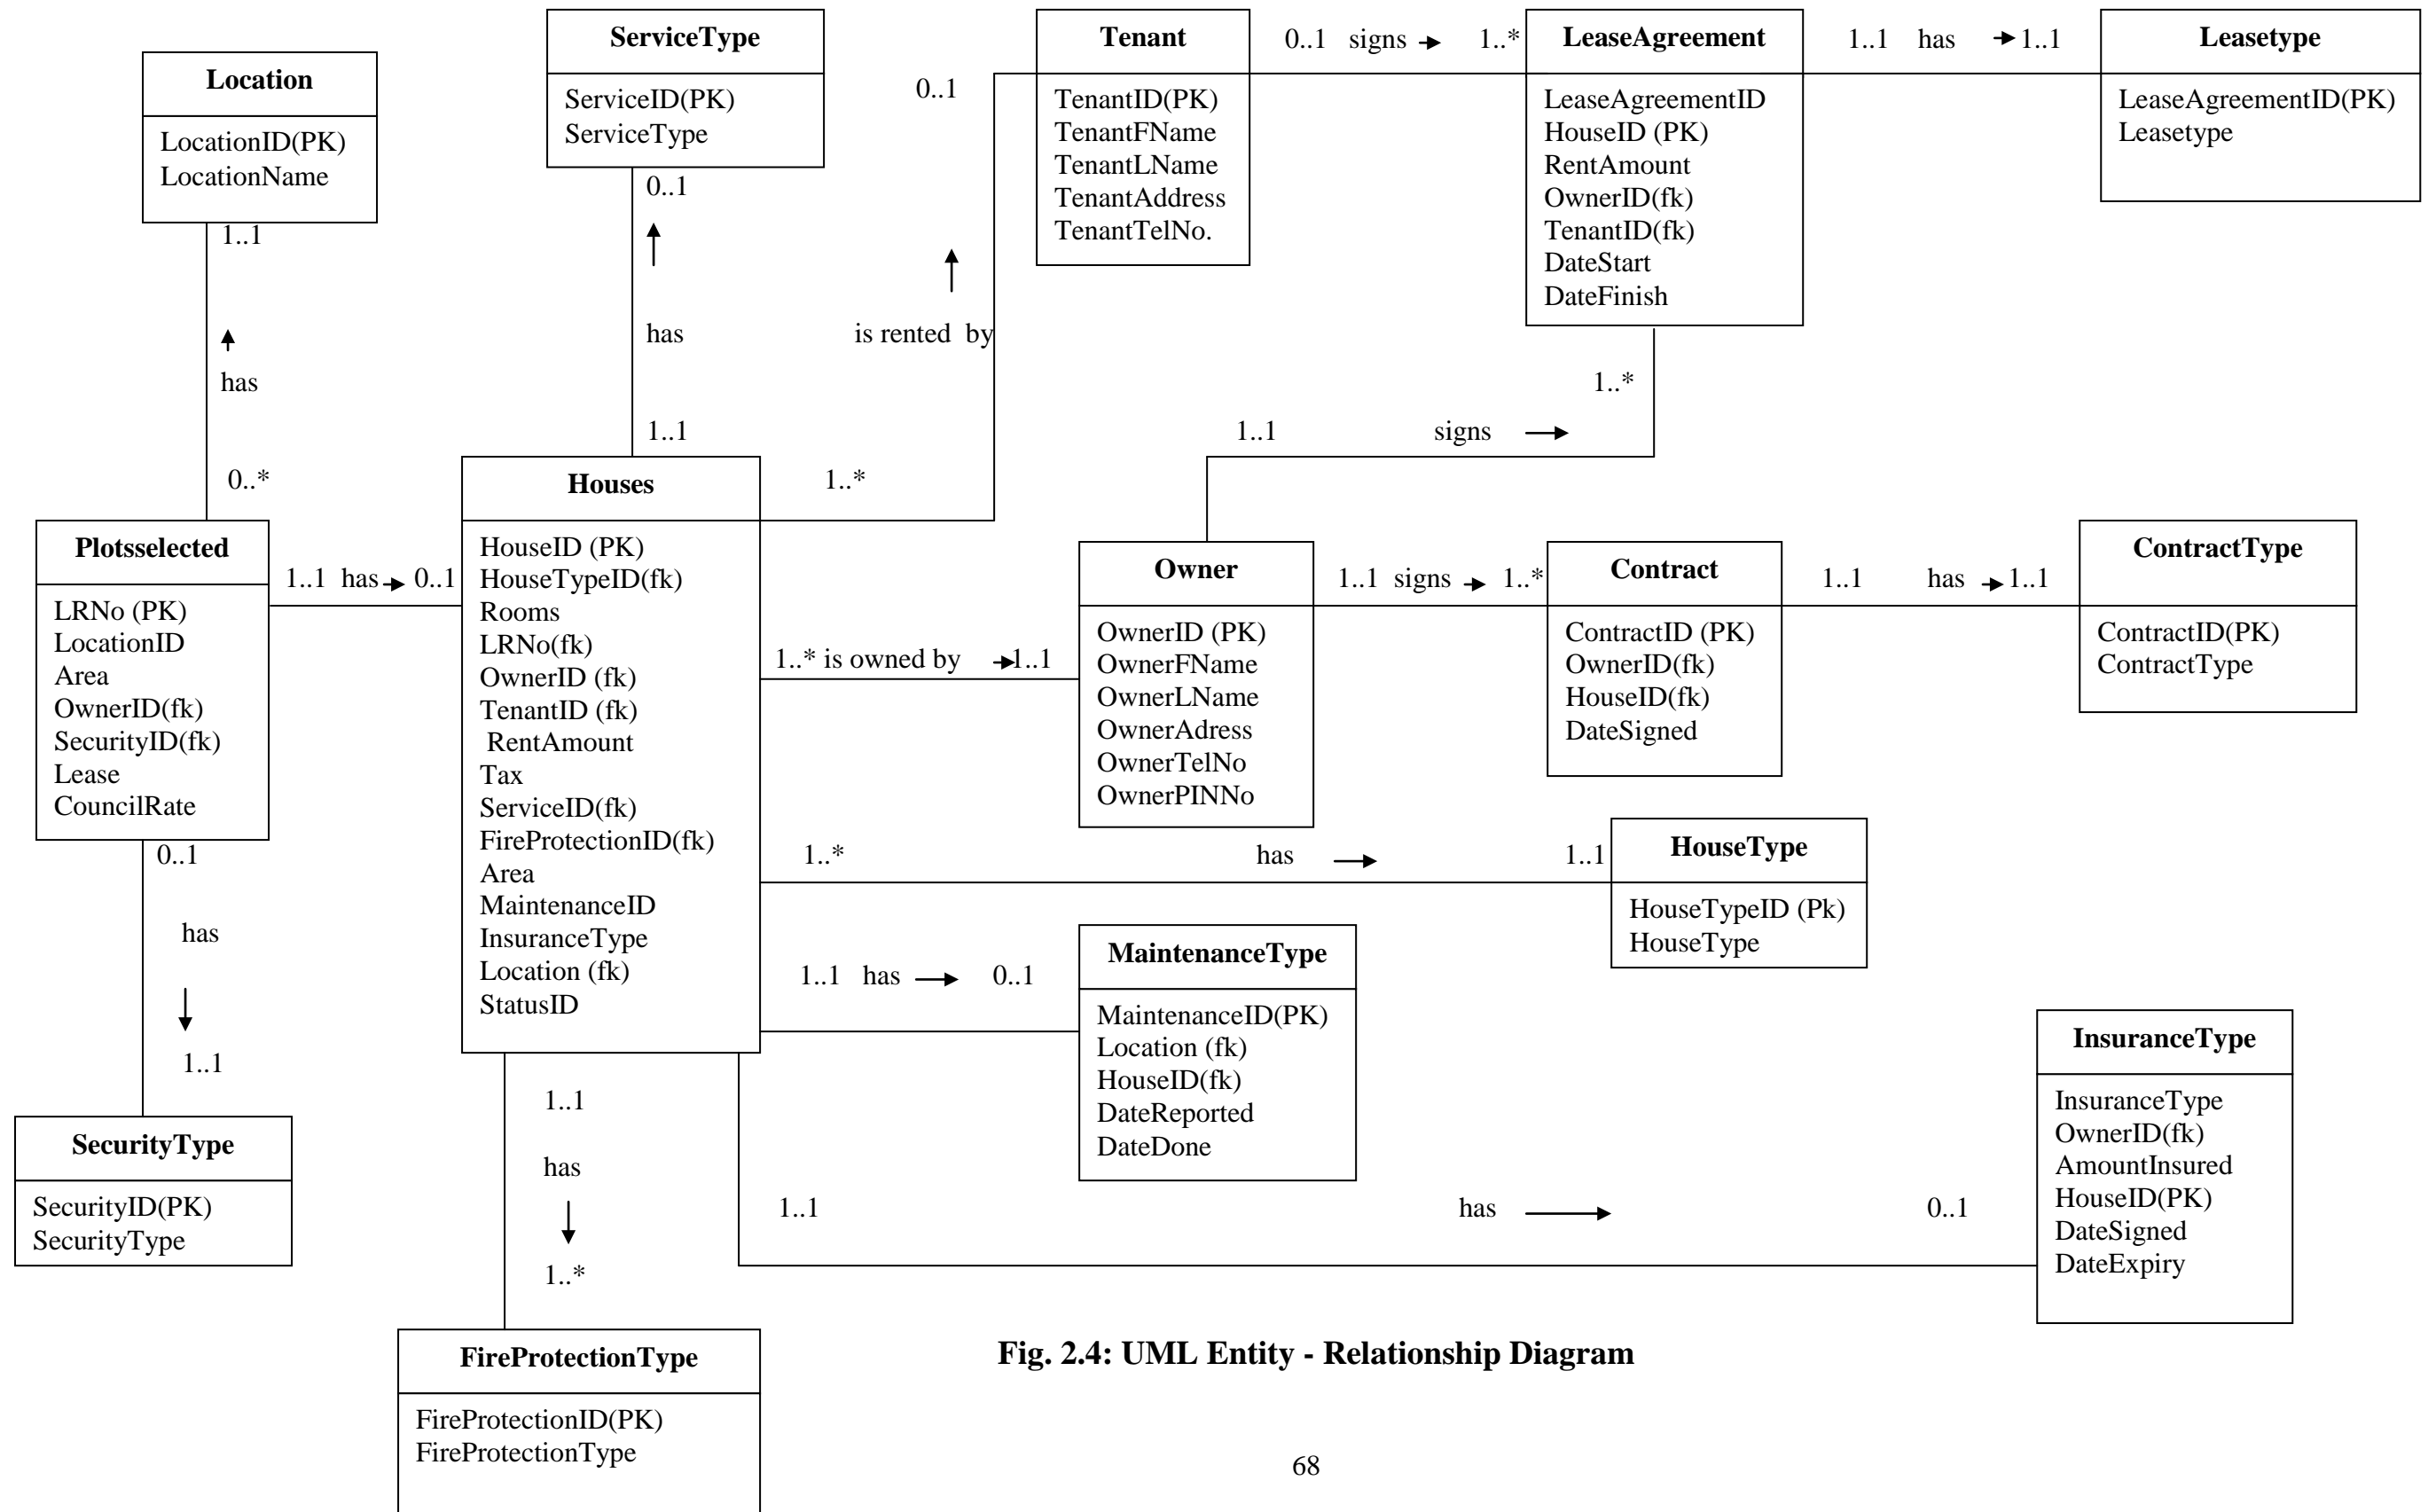 Location
LocationID(PK)
LocationName
ServiceType
ServiceID(PK)
ServiceType
Tenant
TenantID(PK)
TenantFName
TenantLName
TenantAddress
TenantTelNo.
0..1 signs 1..*
LeaseAgreement
LeaseAgreementID
HouseID (PK)
RentAmount
OwnerID(fk)
TenantID(fk)
DateStart
DateFinish
1..1 has 1..1
Leasetype
LeaseAgreementID(PK)
Leasetype
1..1
has
0..*
0..1
has
1..1
0..1
is rented by
1..*
1..*
1..1 signs
Plotsselected
LRNo (PK)
LocationID
Area
OwnerID(fk)
SecurityID(fk)
Lease
CouncilRate
1..1 has 0..1
Houses
HouseID (PK)
HouseTypeID(fk)
Rooms
LRNo(fk)
OwnerID (fk)
TenantID (fk)
RentAmount
Tax
ServiceID(fk)
FireProtectionID(fk)
Area
MaintenanceID
InsuranceType
Location (fk)
StatusID
1..* is owned by 1..1
Owner
OwnerID (PK)
OwnerFName
OwnerLName
OwnerAdress
OwnerTelNo
OwnerPINNo
1..1 signs 1..*
Contract
ContractID (PK)
OwnerID(fk)
HouseID(fk)
DateSigned
1..1 has 1..1
ContractType
ContractID(PK)
ContractType
1..* has 1..1
HouseType
HouseTypeID (Pk)
HouseType
1..1 has 0..1
MaintenanceType
MaintenanceID(PK)
Location (fk)
HouseID(fk)
DateReported
DateDone
0..1
has
1..1
SecurityType
SecurityID(PK)
SecurityType
1..1
has
1..*
FireProtectionType
FireProtectionID(PK)
FireProtectionType
1..1 has 0..1
InsuranceType
InsuranceType
OwnerID(fk)
AmountInsured
HouseID(PK)
DateSigned
DateExpiry
Fig. 2.4: UML Entity - Relationship Diagram
68